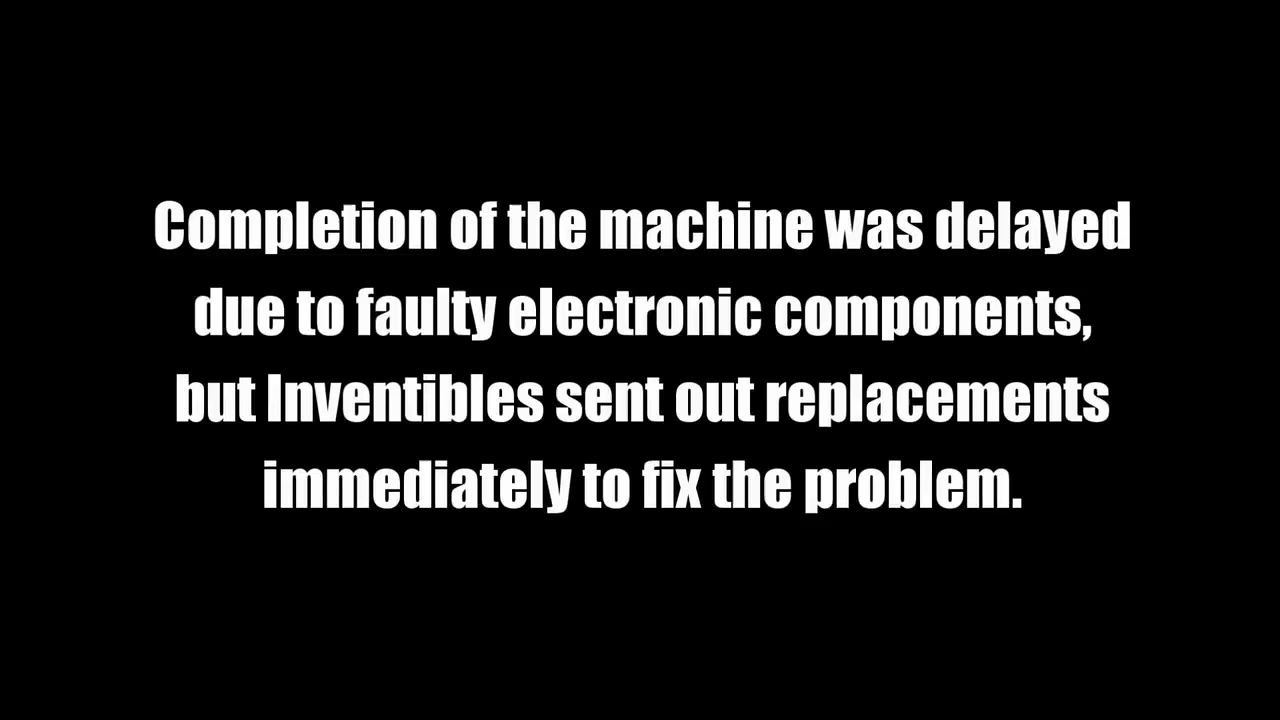 Completion of the machine was delayed
due to faulty electronic components,
but Inventibles sent out replacements
immediately to fix the problem.